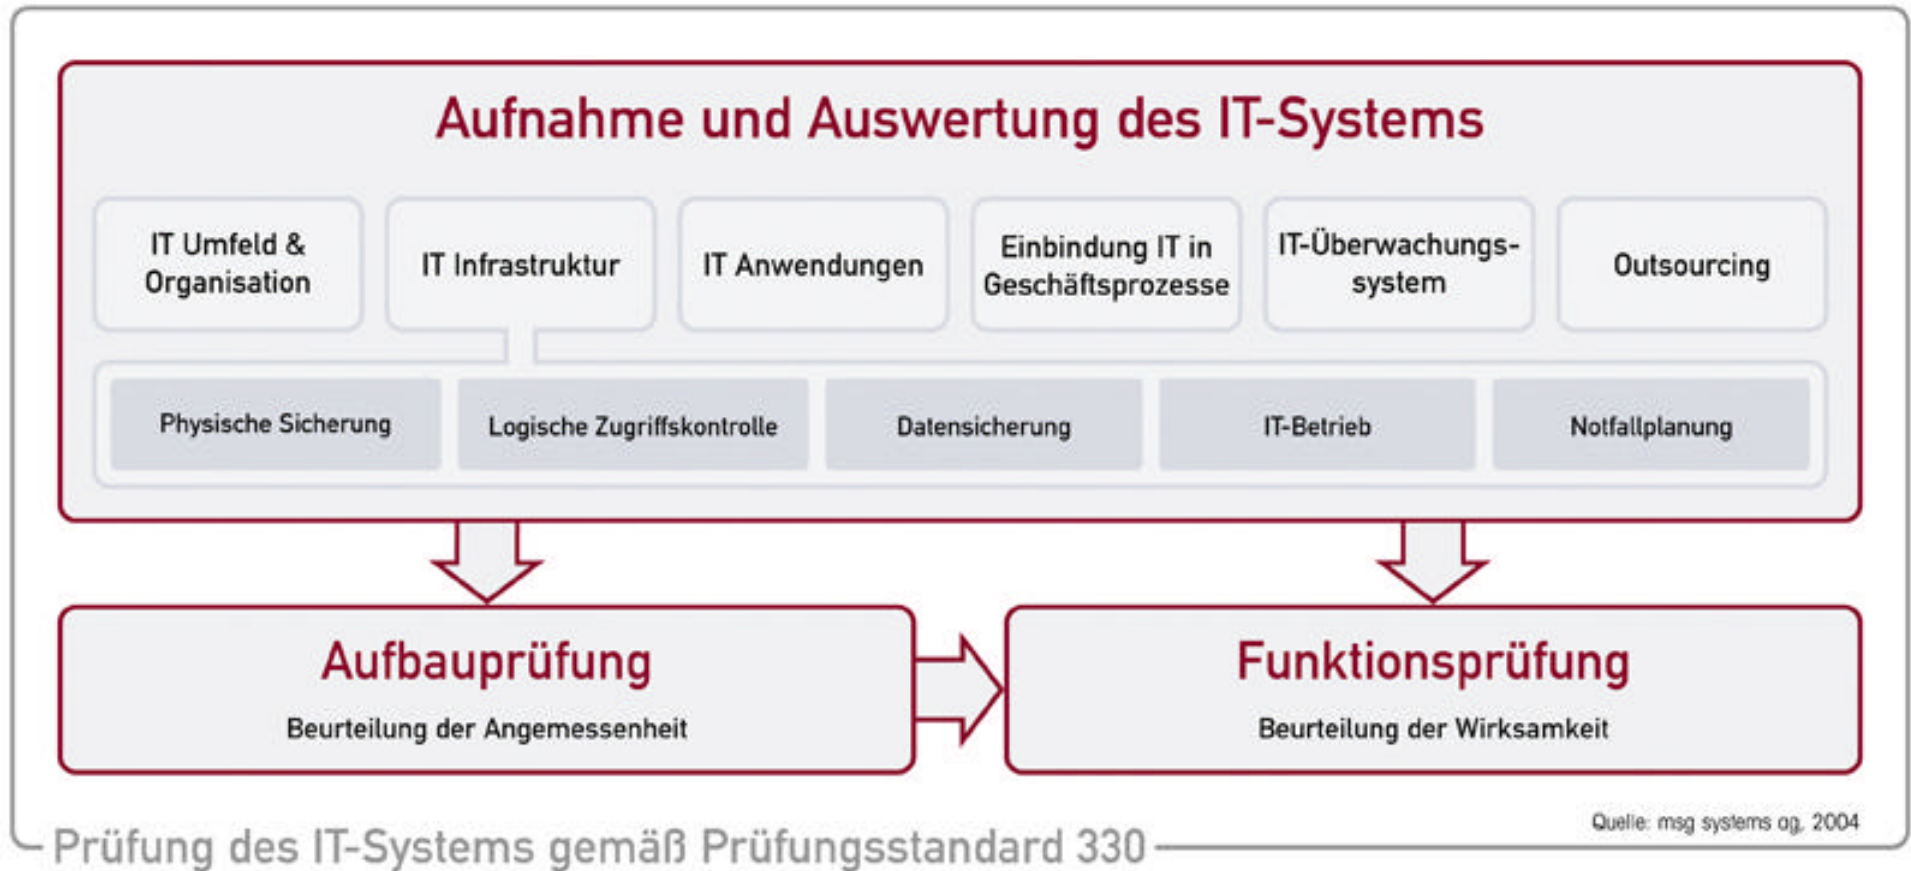 Aufnahme und Auswertung des IT-Systems
IT Umfeld &
Organisation
IT Infrastruktur
IT Anwendungen
Einbindung IT in
Geschäftsprozesse
IT-Überwachungs-
system
Outsourcing
Physische Sicherung
Logische Zugriffskontrolle
Datensicherung
IT-Betrieb
Notfallplanung
Aufbauprüfung
Beurteilung der Angemessenheit
Funktionsprüfung
Beurteilung der Wirksamkeit
Quelle: msg systems ag, 2004
Prüfung des IT-Systems gemäß Prüfungsstandard 330